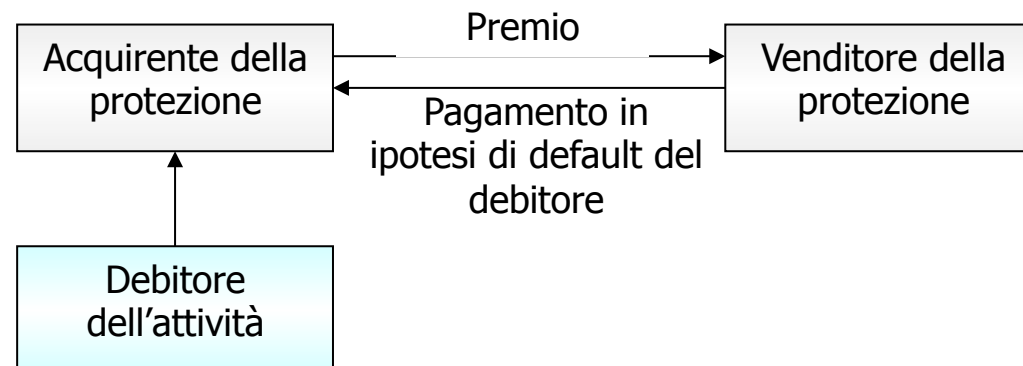 Acquirente della
protezione
Premio
Venditore della
protezione
Pagamento in
ipotesi di default del
debitore
Debitore
dell’attività